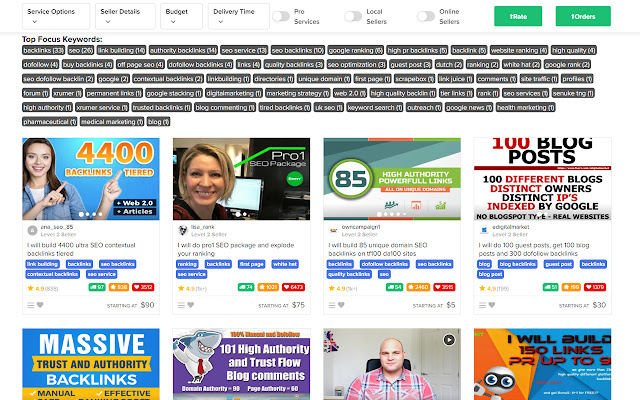 Service Options
Seller Details
Budget
Delivery Time
Pro Services
Local Sellers
Online Sellers
⇕Rate
⇕Orders
Top Focus Keywords:
backlinks (33) seo (26) link building (14) authority backlinks (14) seo service (13) seo backlinks (10) google ranking (6) high pr backlinks (5) backlink (5) website ranking (4) high quality (4)
dofollow (4) buy backlinks (4) off page seo (4) dofollow backlinks (4) links (4) quality backlinks (3) seo optimization (3) guest post (3) dutch (2) ranking (2) white hat (2) google rank (2)
seo dofollow backlin (2) google (2) contextual backlinks (2) linkbuilding (1) directories (1) unique domain (1) first page (1) scrapebox (1) link juice (1) comments (1) site traffic (1) profiles (1)
forum (1) xrumer (1) permanent links (1) google stacking (1) digitalmarketing (1) marketing strategy (1) web 2.0 (1) high quality backlin (1) tier links (1) rank (1) seo services (1) senuke tng (1)
high authority (1) xrumer service (1) trusted backlinks (1) blog commenting (1) tired backlinks (1) uk seo (1) keyword search (1) outreach (1) google news (1) health marketing (1)
pharmaceutical (1) medical marketing (1) blog (1)
4400
BACKLINKS
TIERED
+ Web 2.0
+ Articles
ana_seo_85
Level 2 Seller
I will build 4400 ultra SEO contextual
backlinks tiered
link building backlinks seo backlinks
contextual backlinks seo service
97 838 3512
4.9 (838)
STARTING AT $90
Pro1
SEO Package
lisa_rank
Level 2 Seller
I will do pro1 SEO package and explode
your ranking
ranking backlinks first page white hat
seo service
74 1021 6473
4.9 (1k+)
STARTING AT $75
85
HIGH AUTHORITY
POWERFULL LINKS
ALL ON UNIQUE DOMAINS
owncampaign1
Level 2 Seller
I will build 85 unique domain SEO
backlinks on tf100 da100 sites
backlinks dofollow backlinks seo backlinks
quality backlinks seo
54 2460 3515
4.9 (1k+)
STARTING AT $5
100 BLOG
POSTS
100 DIFFERENT BLOGS
DISTINCT OWNERS
DISTINCT IP'S
INDEXED BY GOOGLE
NO BLOGSPOT TYPE - REAL WEBSITES
edigitalmarket
Level 2 Seller
I will do 100 guest posts, get 100 blog
posts and 300 dofollow backlinks
blog blog backlinks guest post backlinks
blog post
51 199 1379
4.9 (199)
STARTING AT $30
MASSIVE
TRUST AND AUTHORITY
BACKLINKS
MANUAL EFFECTIVE
100% Manual and Dofollow
101 High Authority
and Trust Flow
Blog comments
Domain Authority = 90 Page Authority = 80
I WILL BUILD
150 LINKS
PR UP TO 9